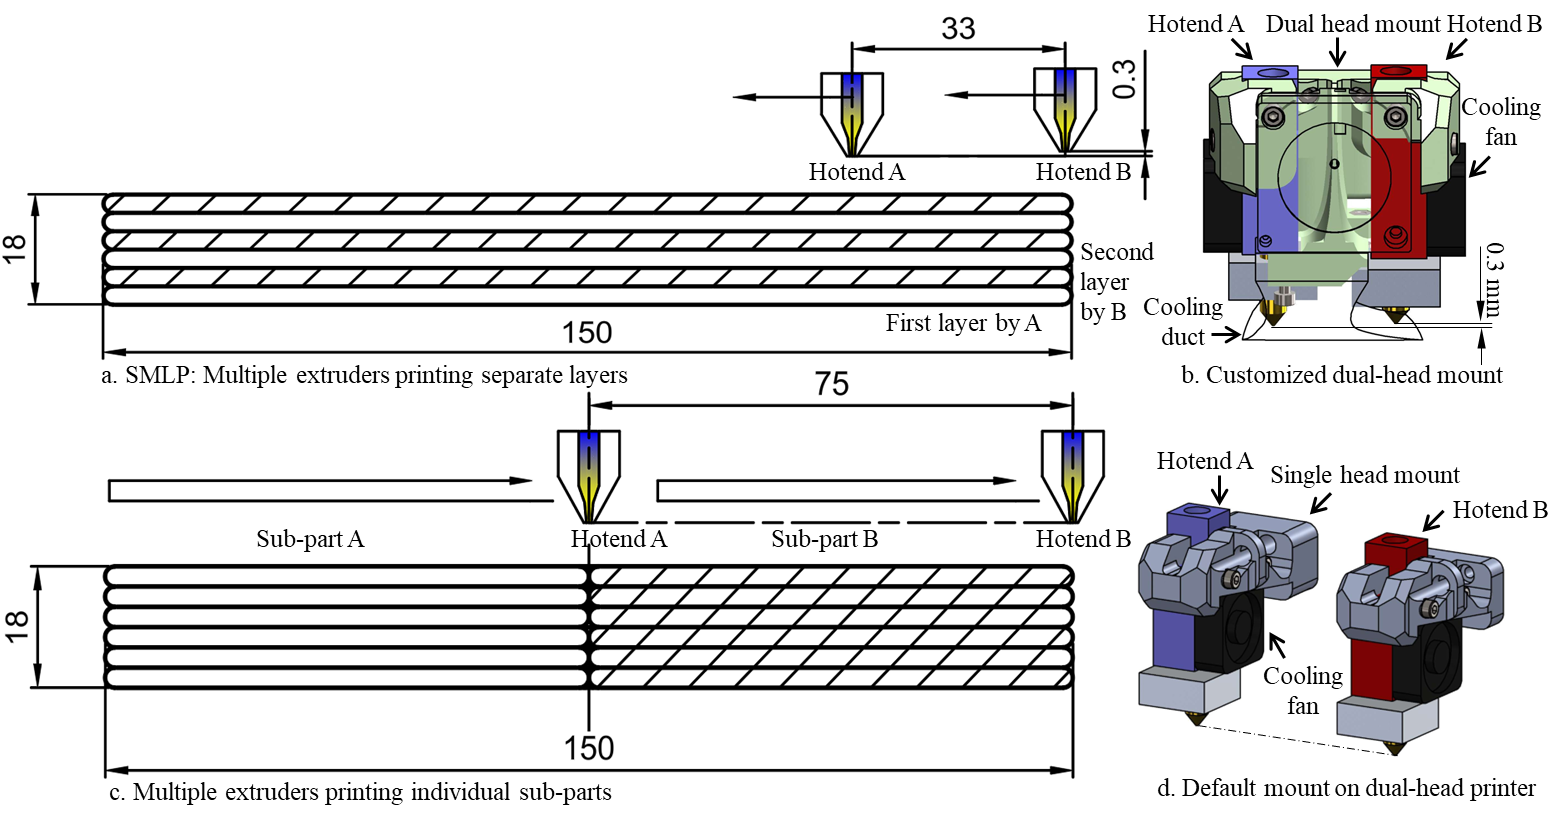 33
0.3
Hotend A
Hotend B
18
Second
layer
by B
First layer by A
150
a. SMLP: Multiple extruders printing separate layers
Hotend A
Dual head mount
Hotend B
Cooling
fan
0.3 mm
Cooling
duct
b. Customized dual-head mount
75
Sub-part A
Hotend A
Sub-part B
Hotend B
18
150
c. Multiple extruders printing individual sub-parts
Hotend A
Single head mount
Hotend B
Cooling
fan
d. Default mount on dual-head printer